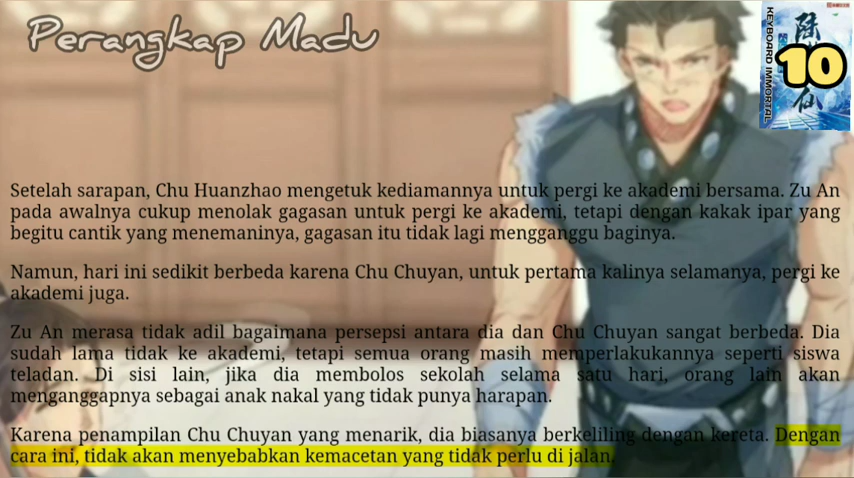 Perangkap Madu
KEYBOARD IMMORTAL
10
Setelah sarapan, Chu Huanzhao mengetuk kediamannya untuk pergi ke akademi bersama. Zu An
pada awalnya cukup menolak gagasan untuk pergi ke akademi, tetapi dengan kakak ipar yang
begitu cantik yang menemaninya, gagasan itu tidak lagi mengganggu baginya.
Namun, hari ini sedikit berbeda karena Chu Chuyan, untuk pertama kalinya selamanya, pergi ke
akademi juga.
Zu An merasa tidak adil bagaimana persepsi antara dia dan Chu Chuyan sangat berbeda. Dia
sudah lama tidak ke akademi, tetapi semua orang masih memperlakukannya seperti siswa
teladan. Di sisi lain, jika dia membolos sekolah selama satu hari, orang lain akan
menganggapnya sebagai anak nakal yang tidak punya harapan.
Karena penampilan Chu Chuyan yang menarik, dia biasanya berkeliling dengan kereta. Dengan
cara ini, tidak akan menyebabkan kemacetan yang tidak perlu di jalan.